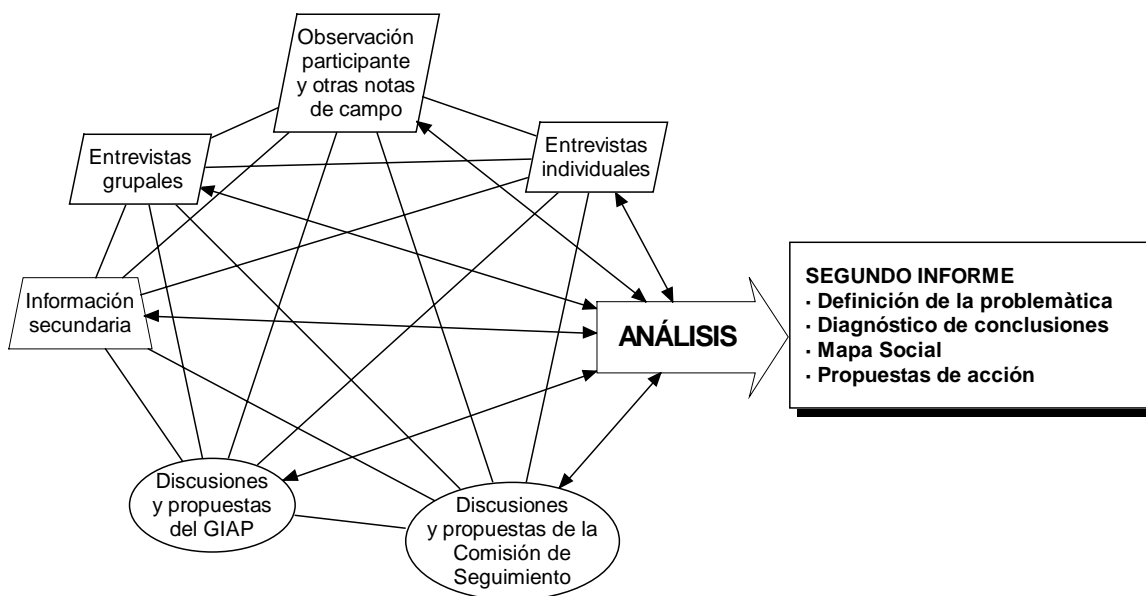 Observación
participante
y otras notas
de campo
Entrevistas
grupales
Entrevistas
individuales
Información
secundaria
ANÁLISIS
SEGUNDO INFORME
· Definición de la problemàtica
· Diagnóstico de conclusiones
· Mapa Social
· Propuestas de acción
Discusiones
y propuestas
del GIAP
Discusiones
y propuestas de la
Comisión de
Seguimiento